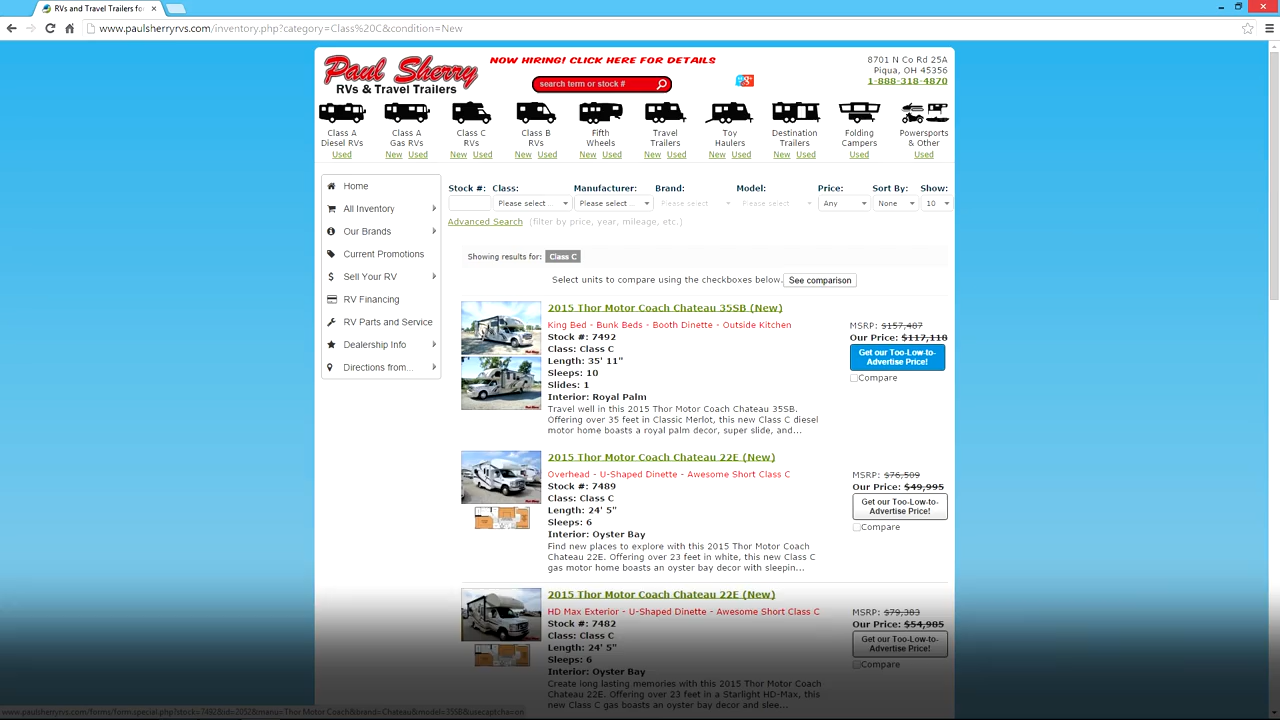 RVs and Travel Trailers fo
www.paulsherryrvs.com/inventory.php?category=Class%20C&condition=New
Paul Sherry
RVs & Travel Trailers
NOW HIRING! CLICK HERE FOR DETAILS
search term or stock #
8701 N Co Rd 25A
Piqua, OH 45356
1-888-318-4870
Class A Diesel RVs
Used
Class A Gas RVs
New Used
Class C RVs
New Used
Class B RVs
New Used
Fifth Wheels
New Used
Travel Trailers
New Used
Toy Haulers
New Used
Destination Trailers
New Used
Folding Campers
Used
Powersports & Other
Used
Home
All Inventory
Our Brands
Current Promotions
Sell Your RV
RV Financing
RV Parts and Service
Dealership Info
Directions from...
Stock #: Class: Manufacturer: Brand: Model: Price: Sort By: Show:
Please select... Please select... Please select Please select Any None 10
Advanced Search (filter by price, year, mileage, etc.)
Showing results for: Class C
Select units to compare using the checkboxes below. See comparison
2015 Thor Motor Coach Chateau 35SB (New)
King Bed - Bunk Beds - Booth Dinette - Outside Kitchen
Stock #: 7492
Class: Class C
Length: 35' 11"
Sleeps: 10
Slides: 1
Interior: Royal Palm
Travel well in this 2015 Thor Motor Coach Chateau 35SB.
Offering over 35 feet in Classic Merlot, this new Class C diesel
motor home boasts a royal palm decor, super slide, and...
MSRP: $157,487
Our Price: $117,118
Get our Too-Low-to-
Advertise Price!
Compare
2015 Thor Motor Coach Chateau 22E (New)
Overhead - U-Shaped Dinette - Awesome Short Class C
Stock #: 7489
Class: Class C
Length: 24' 5"
Sleeps: 6
Interior: Oyster Bay
Find new places to explore with this 2015 Thor Motor Coach
Chateau 22E. Offering over 23 feet in white, this new Class C
gas motor home boasts an oyster bay decor with sleepin...
MSRP: $76,509
Our Price: $49,995
Get our Too-Low-to-
Advertise Price!
Compare
2015 Thor Motor Coach Chateau 22E (New)
HD Max Exterior - U-Shaped Dinette - Awesome Short Class C
Stock #: 7482
Class: Class C
Length: 24' 5"
Sleeps: 6
Interior: Oyster Bay
Create long lasting memories with this 2015 Thor Motor Coach
Chateau 22E. Offering over 23 feet in a Starlight HD-Max, this
new Class C gas boasts an oyster bay decor and slee...
MSRP: $79,383
Our Price: $54,985
Get our Too-Low-to-
Advertise Price!
Compare